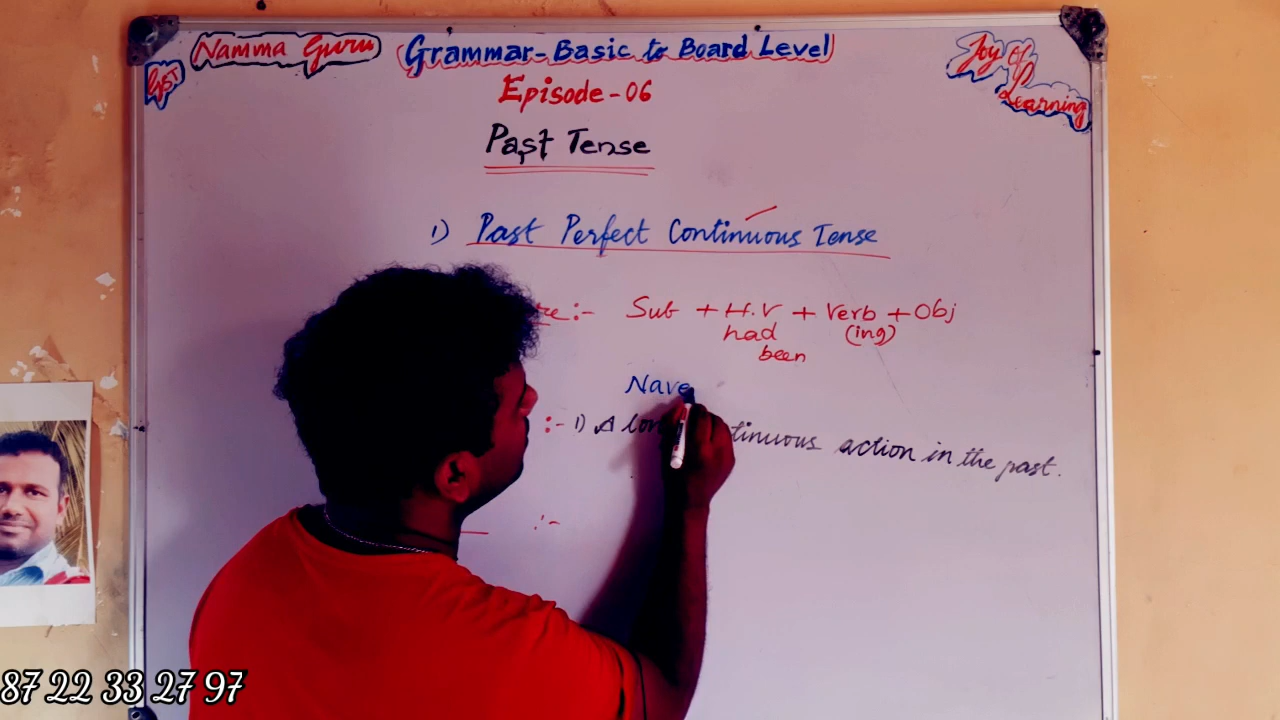 Namma Guru Grammar-Basic to Board Level Joy Of Learning
Episode-06
Past Tense
1) Past Perfect Continuous Tense
:- Sub + H.V + Verb + Obj
had been (ing)
Nave
:- 1) A continuous action in the past.
:-
87 22 33 27 97